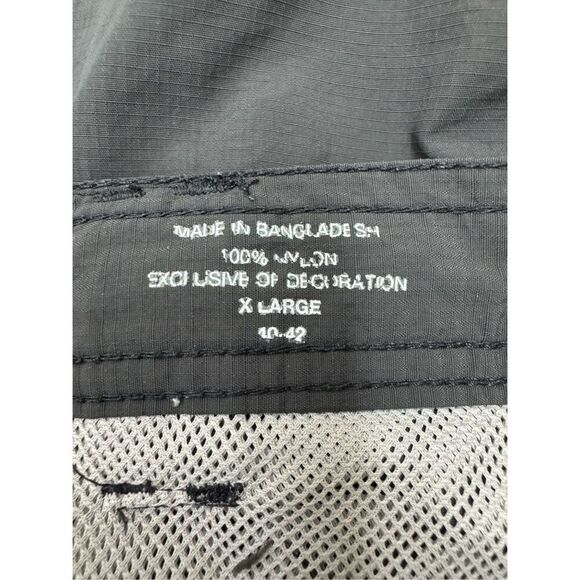 MADE IN BANGLADESH
100% NYLON
EXCLUSIVE OF DECORATION
X LARGE
40-42